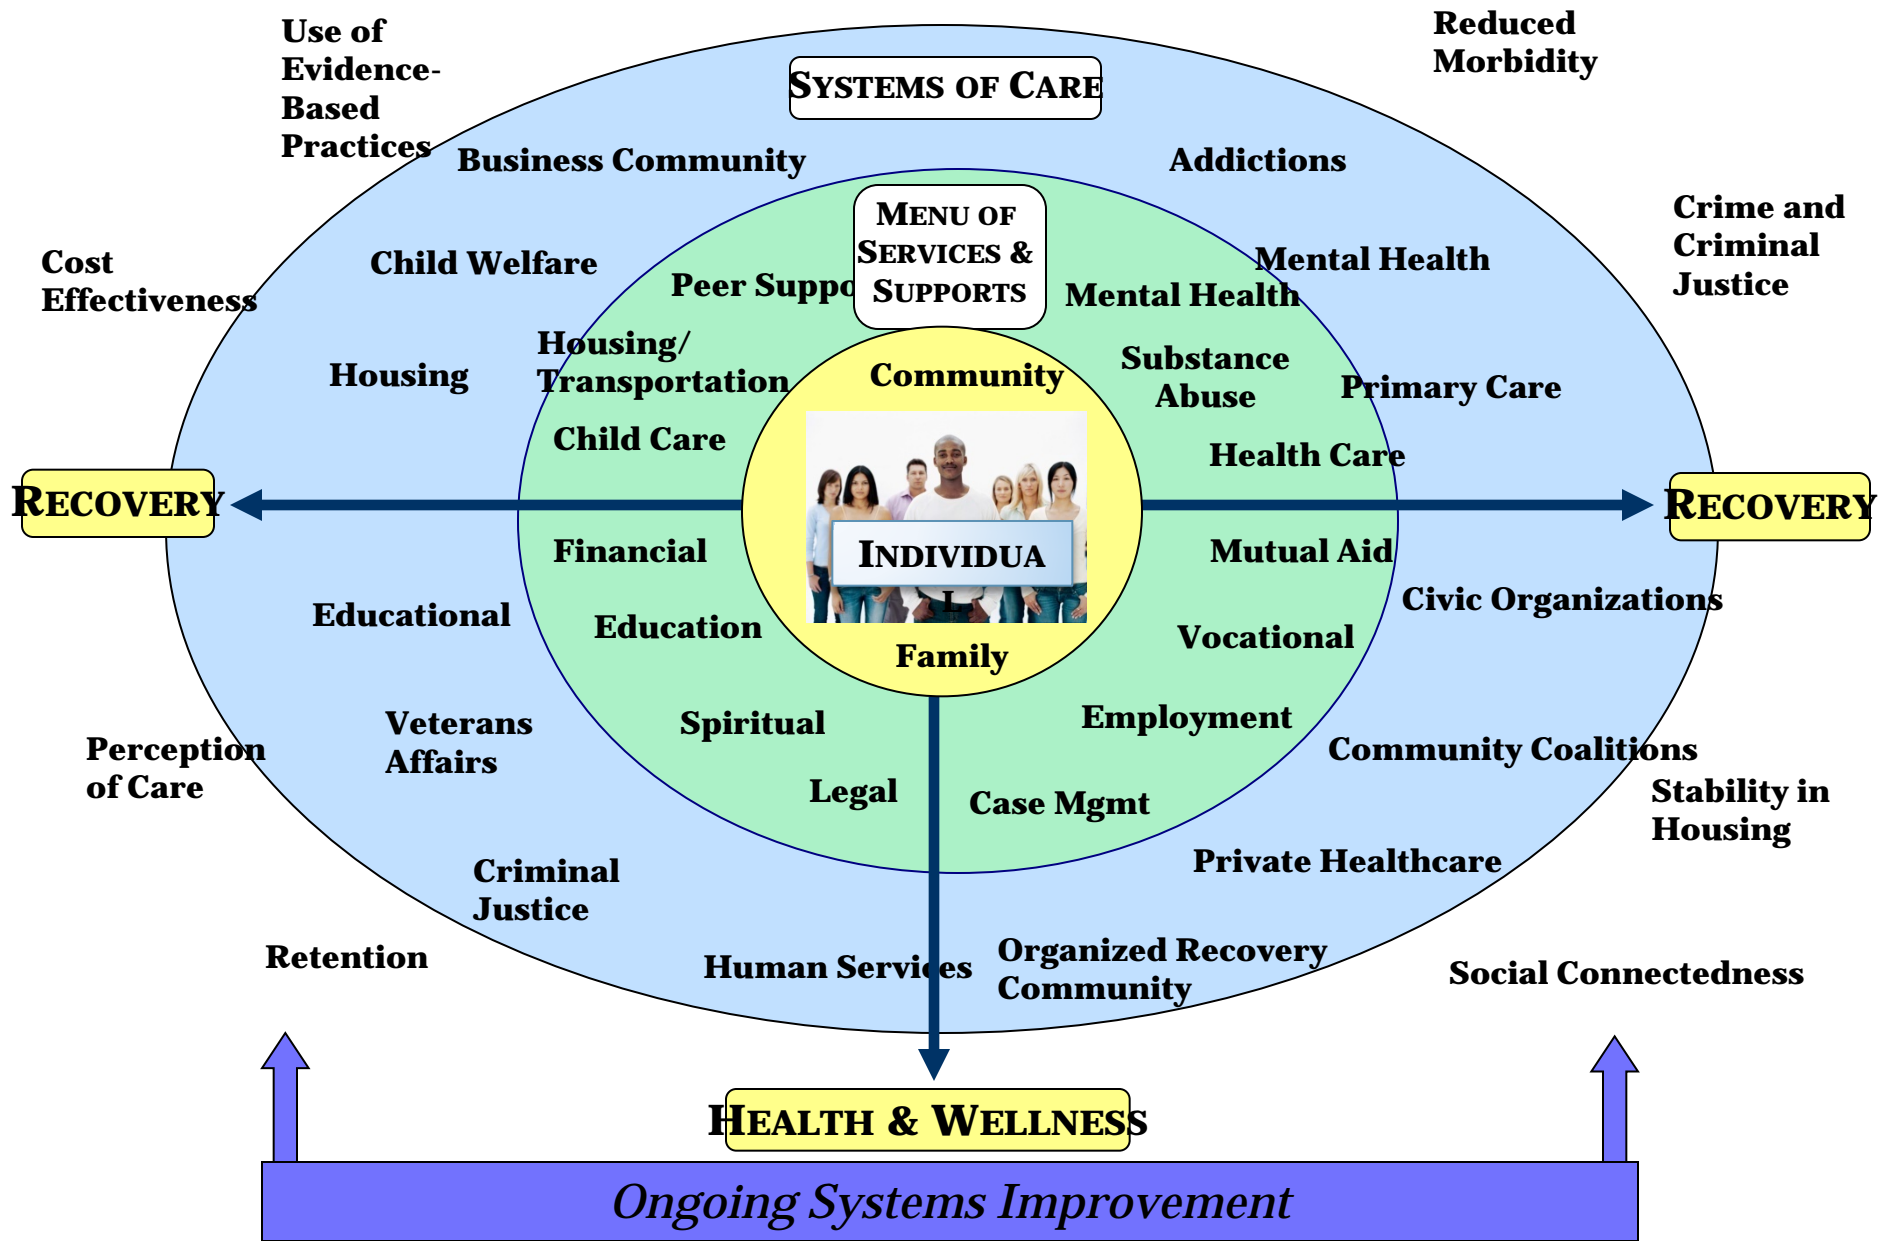 Use of
Evidence-
Based
Practices
Reduced
Morbidity
SYSTEMS OF CARE
Business Community
Addictions
MENU OF
SERVICES &
SUPPORTS
Crime and
Criminal
Justice
Cost
Effectiveness
Child Welfare
Peer Suppo
Mental Health
Mental Health
Housing/
Transportation
Housing
Community
Substance
Abuse
Primary Care
Child Care
Health Care
RECOVERY
RECOVERY
INDIVIDUA
L
Financial
Mutual Aid
Educational
Education
Civic Organizations
Vocational
Family
Veterans
Affairs
Spiritual
Employment
Perception
of Care
Community Coalitions
Legal
Case Mgmt
Stability in
Housing
Criminal
Justice
Private Healthcare
Retention
Human Services
Organized Recovery
Community
Social Connectedness
HEALTH & WELLNESS
Ongoing Systems Improvement